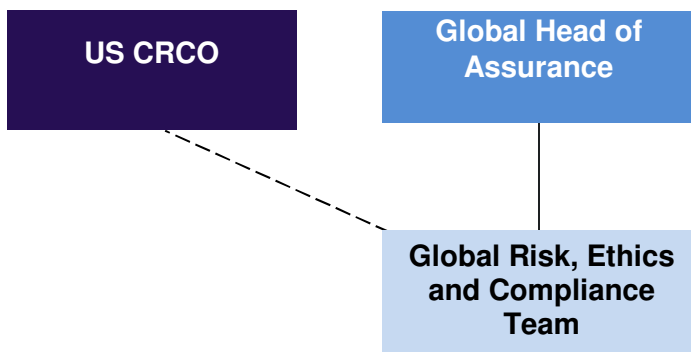 US CRCO
Global Head of
Assurance
Global Risk, Ethics
and Compliance
Team